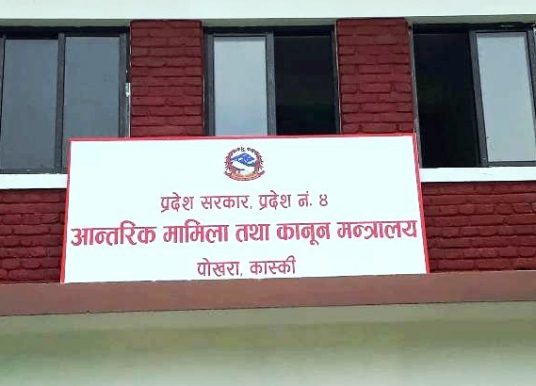 प्रदेश सरकार, प्रदेश नं. ४
आन्तरिक मामिला तथा कानून मन्त्रालय
पोखरा, कास्की